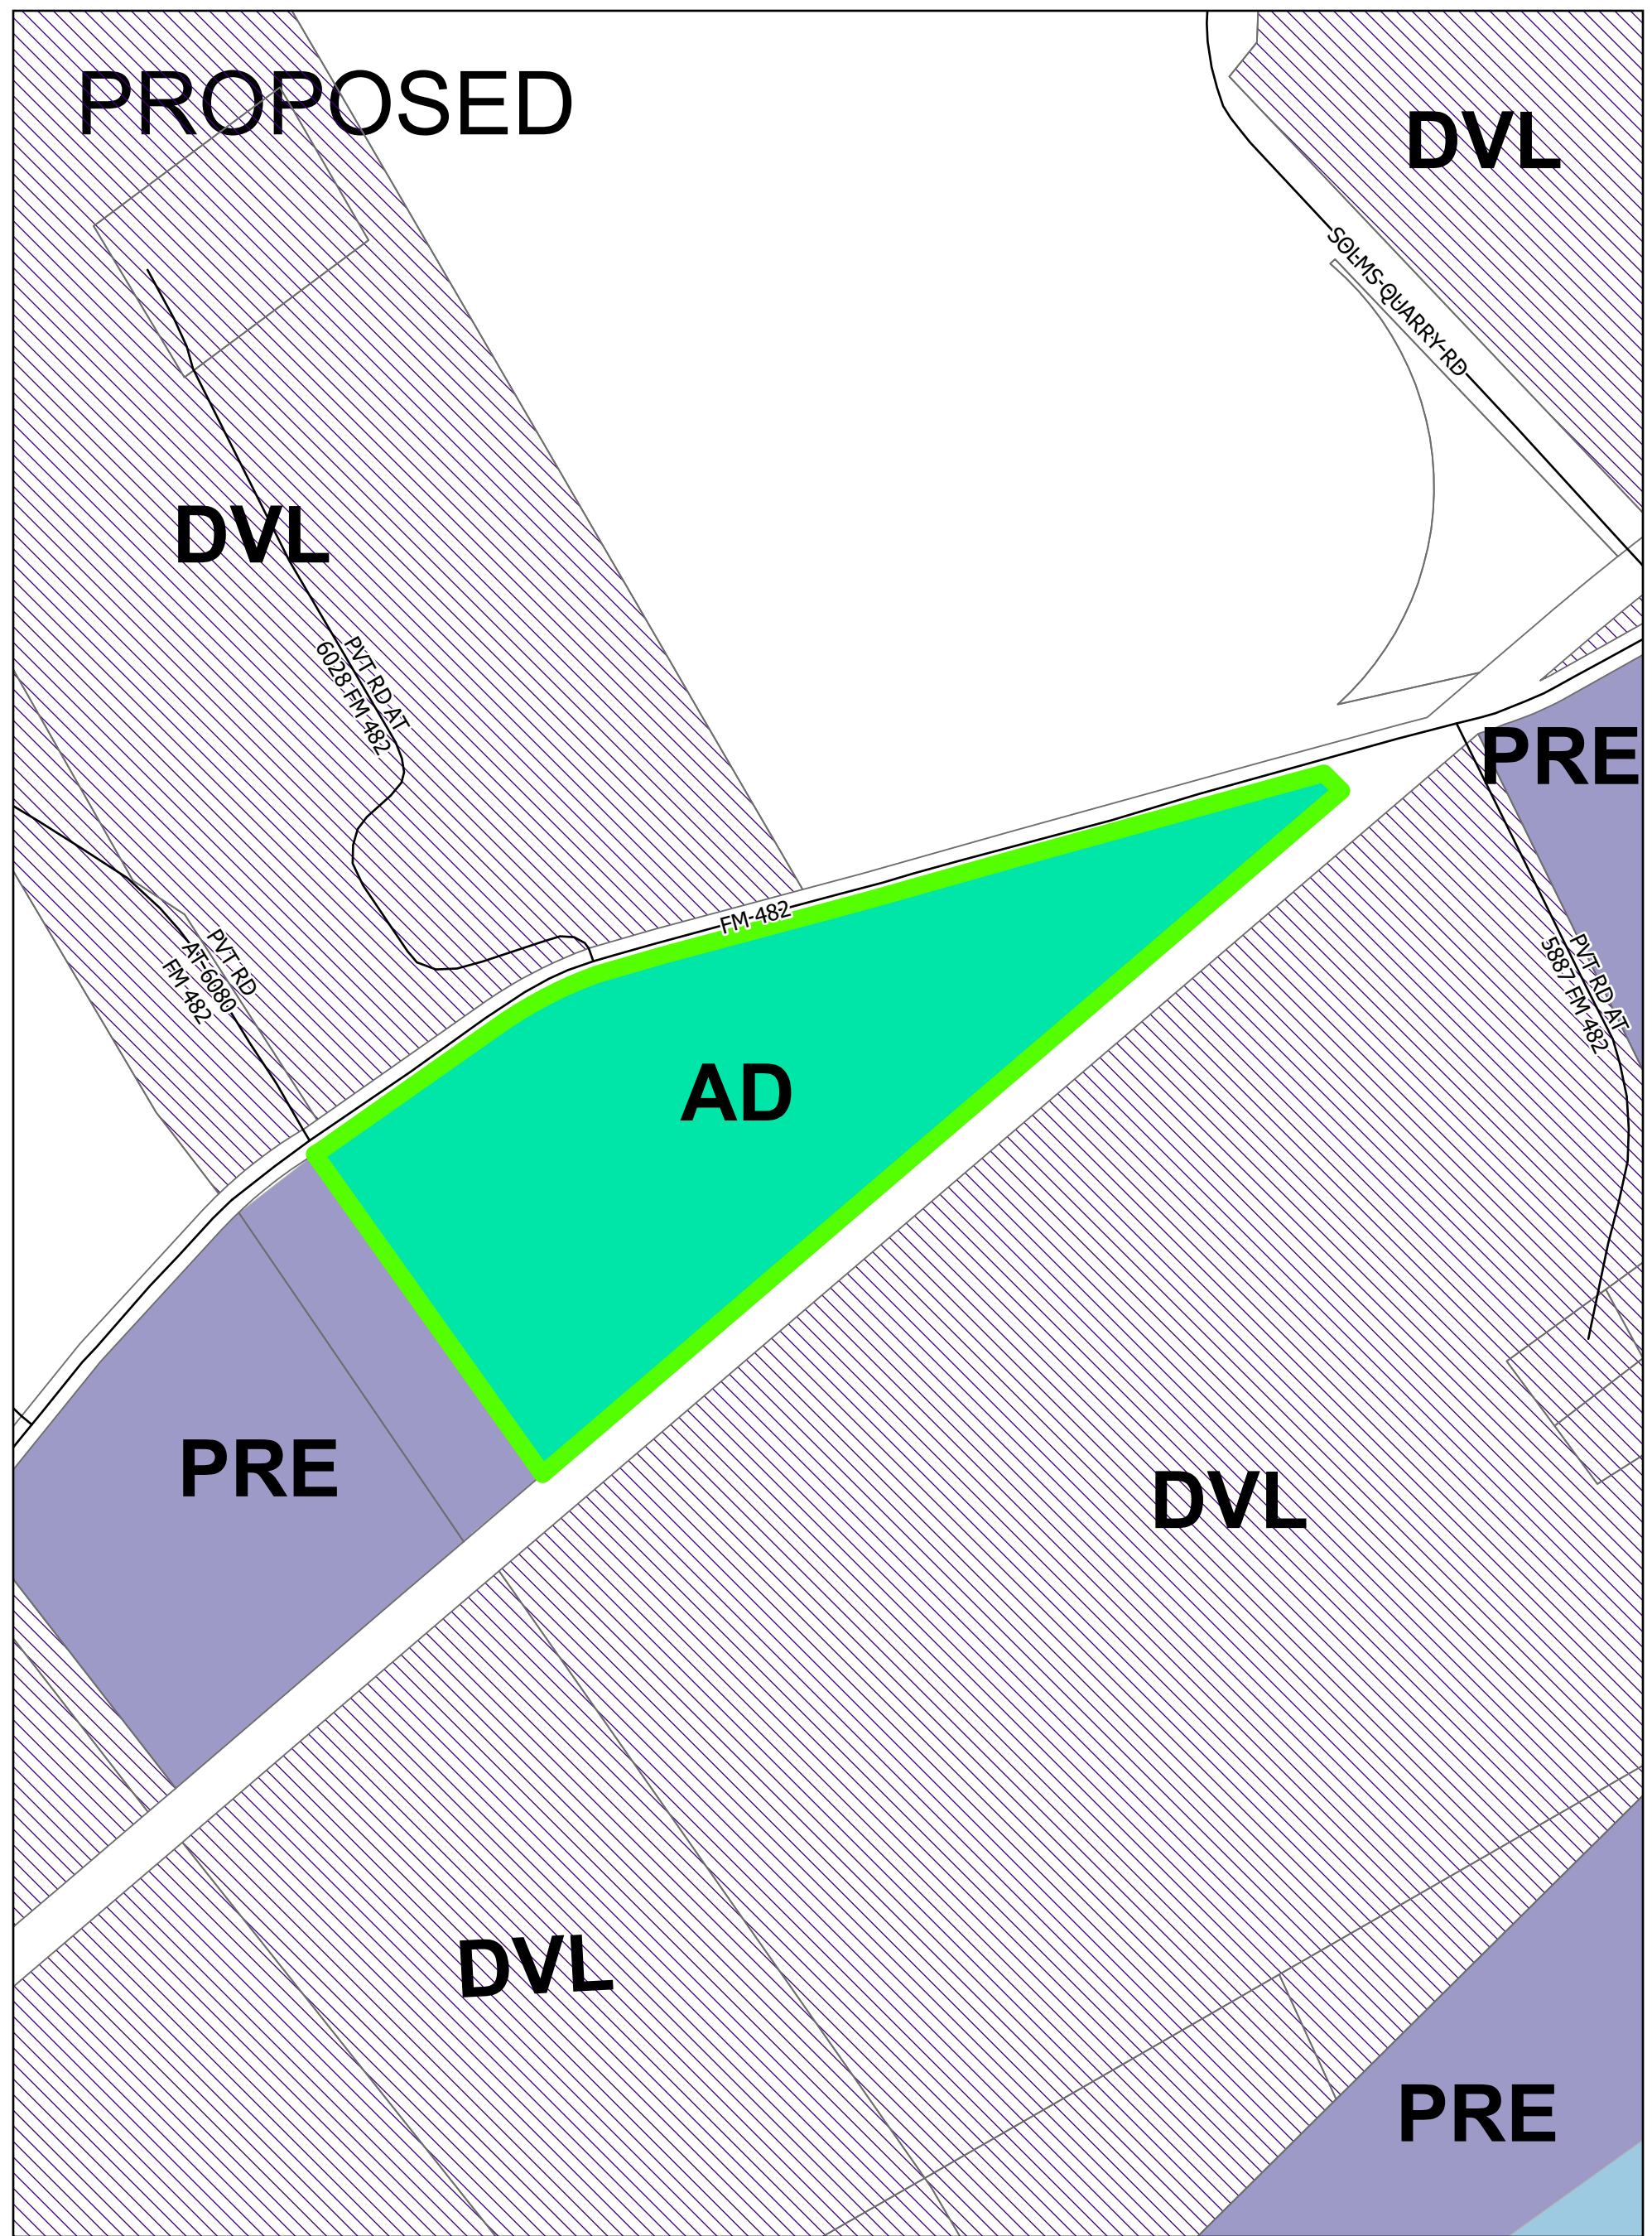 PROPOSED
DVL
SOLMS-QUARRY-RD
DVL
PVT RD AT
6028 FM 482
PRE
FM-482
PVT RD
AT-6080
FM 482
PVT RD AT
5887 FM 482
AD
PRE
DVL
DVL
PRE